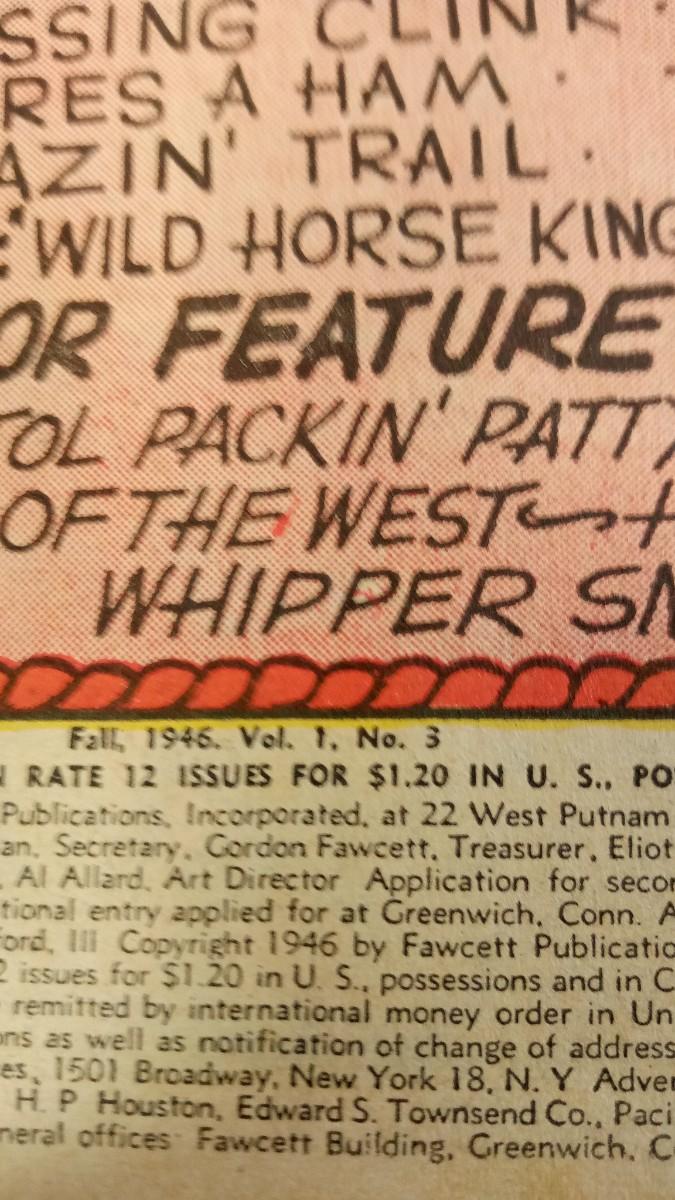 SSING CLINK ·
RES A HAM · -
AZIN' TRAIL ·
E "WILD HORSE KING
OR FEATURE
TOL PACKIN' PATTY
OF THE WEST~H
WHIPPER SN
Fall, 1946. Vol. 1, No. 3
N RATE 12 ISSUES FOR $1.20 IN U. S., PO
Publications, Incorporated, at 22 West Putnam
an, Secretary, Gordon Fawcett, Treasurer, Eliot
. Al Allard, Art Director Application for secon
tional entry applied for at Greenwich, Conn. A
ford, Ill Copyright 1946 by Fawcett Publicatio
2 issues for $1.20 in U. S., possessions and in C
remitted by international money order in Un
ons as well as notification of change of address
es, 1501 Broadway, New York 18, N. Y Adver
H. P Houston, Edward S. Townsend Co., Paci
neral offices Fawcett Building, Greenwich, Co